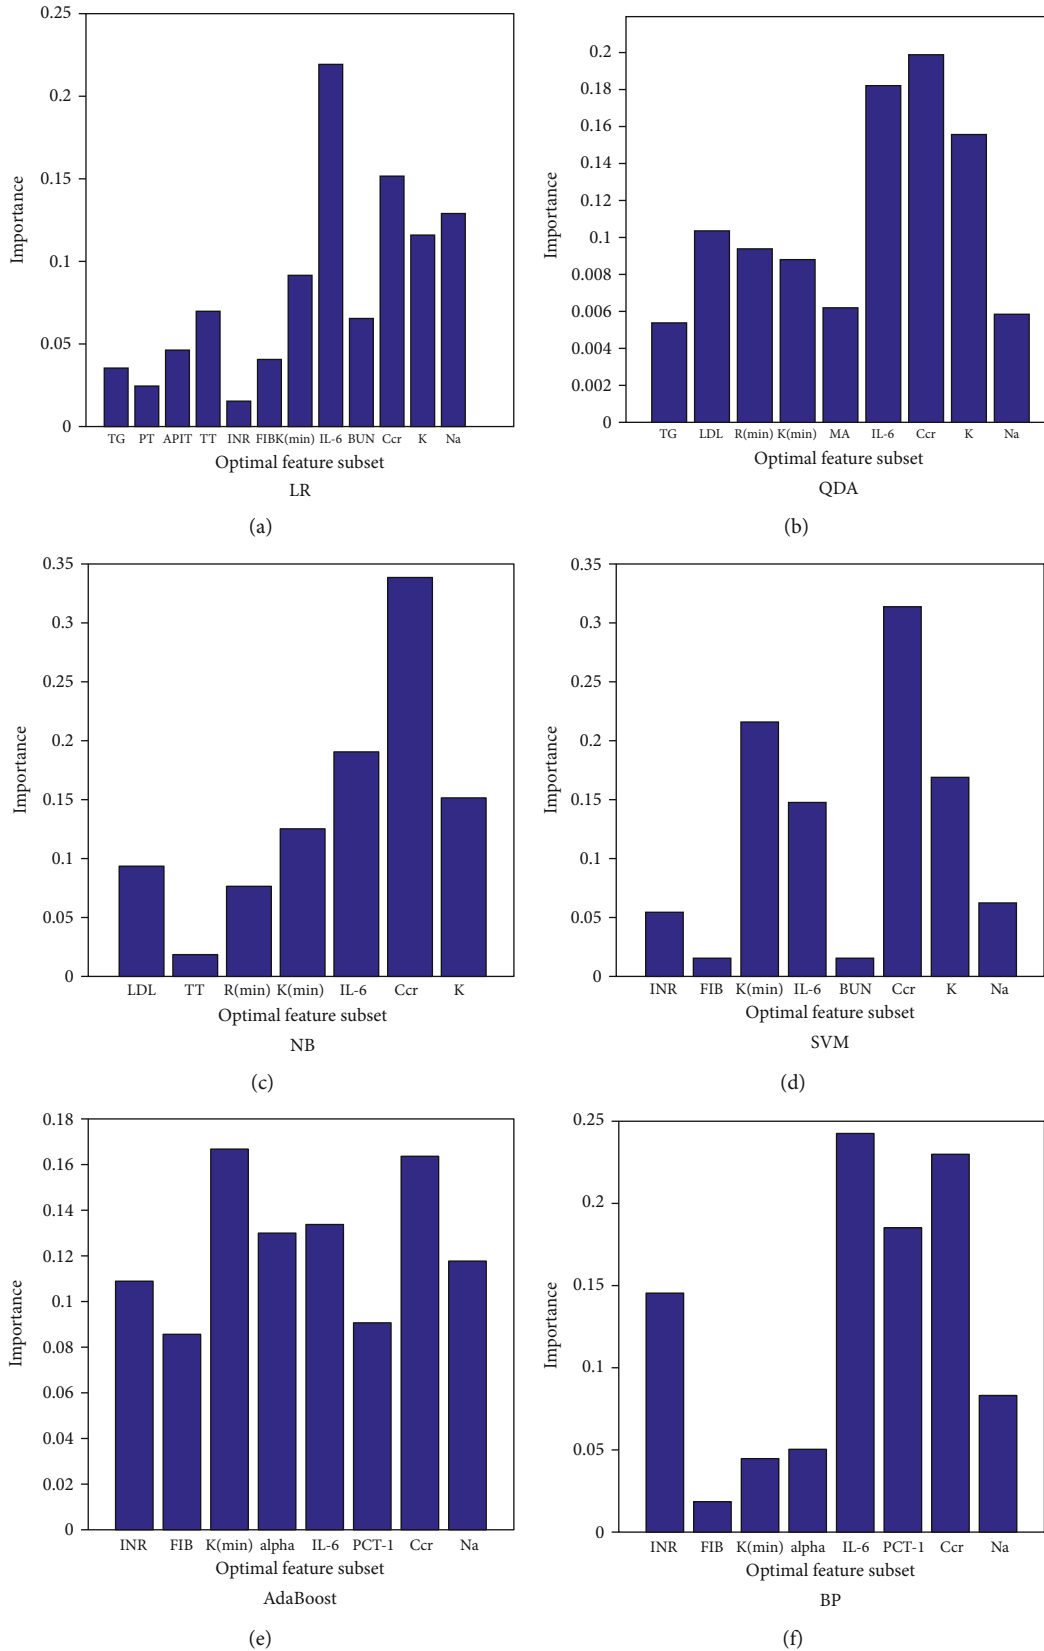 0.25
0.2
0.15
0.1
0.05
0
Importance
TG PT APIT TT INR FIBK(min) IL-6 BUN Ccr K Na
Optimal feature subset
LR
(a)
0.2
0.18
0.16
0.14
0.12
0.1
0.008
0.006
0.004
0.002
0
Importance
TG LDL R(min) K(min) MA IL-6 Ccr K Na
Optimal feature subset
QDA
(b)
0.35
0.3
0.25
0.2
0.15
0.1
0.05
0
Importance
LDL TT R(min) K(min) IL-6 Ccr K
Optimal feature subset
NB
(c)
0.35
0.3
0.25
0.2
0.15
0.1
0.05
0
Importance
INR FIB K(min) IL-6 BUN Ccr K Na
Optimal feature subset
SVM
(d)
0.18
0.16
0.14
0.12
0.1
0.08
0.06
0.04
0.02
0
Importance
INR FIB K(min) alpha IL-6 PCT-1 Ccr Na
Optimal feature subset
AdaBoost
(e)
0.25
0.2
0.15
0.1
0.05
0
Importance
INR FIB K(min) alpha IL-6 PCT-1 Ccr Na
Optimal feature subset
BP
(f)